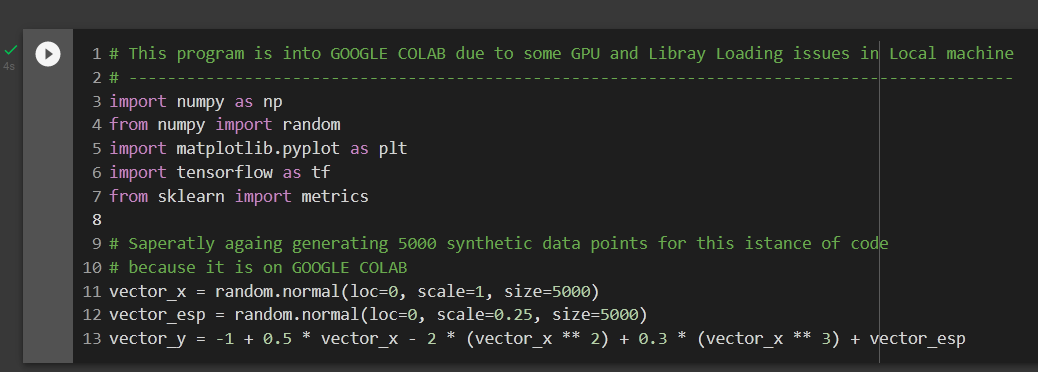 4s
1 # This program is into GOOGLE COLAB due to some GPU and Libray Loading issues in Local machine
2 # --------------------------------------------------------------------------------------------
3 import numpy as np
4 from numpy import random
5 import matplotlib.pyplot as plt
6 import tensorflow as tf
7 from sklearn import metrics
8
9 # Saperatly againg generating 5000 synthetic data points for this istance of code
10 # because it is on GOOGLE COLAB
11 vector_x = random.normal(loc=0, scale=1, size=5000)
12 vector_esp = random.normal(loc=0, scale=0.25, size=5000)
13 vector_y = -1 + 0.5 * vector_x - 2 * (vector_x ** 2) + 0.3 * (vector_x ** 3) + vector_esp